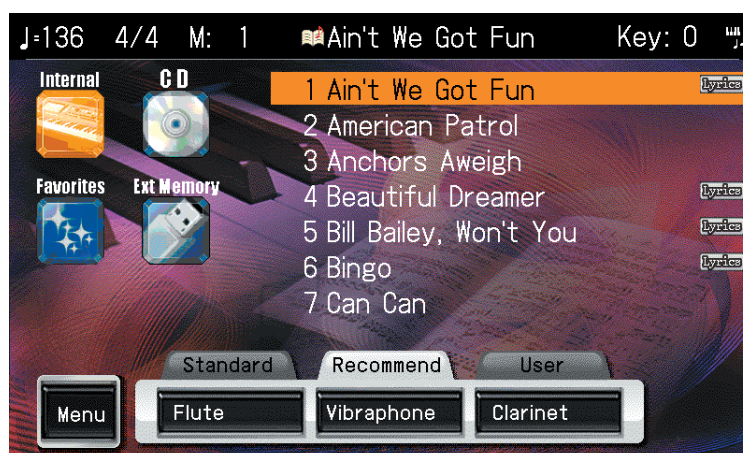 ♩=136 4/4 M: 1 Ain't We Got Fun Key: 0
Internal CD
Favorites Ext Memory
1 Ain't We Got Fun Lyrics
2 American Patrol
3 Anchors Aweigh
4 Beautiful Dreamer Lyrics
5 Bill Bailey, Won't You Lyrics
6 Bingo Lyrics
7 Can Can
Standard Recommend User
Menu Flute Vibraphone Clarinet